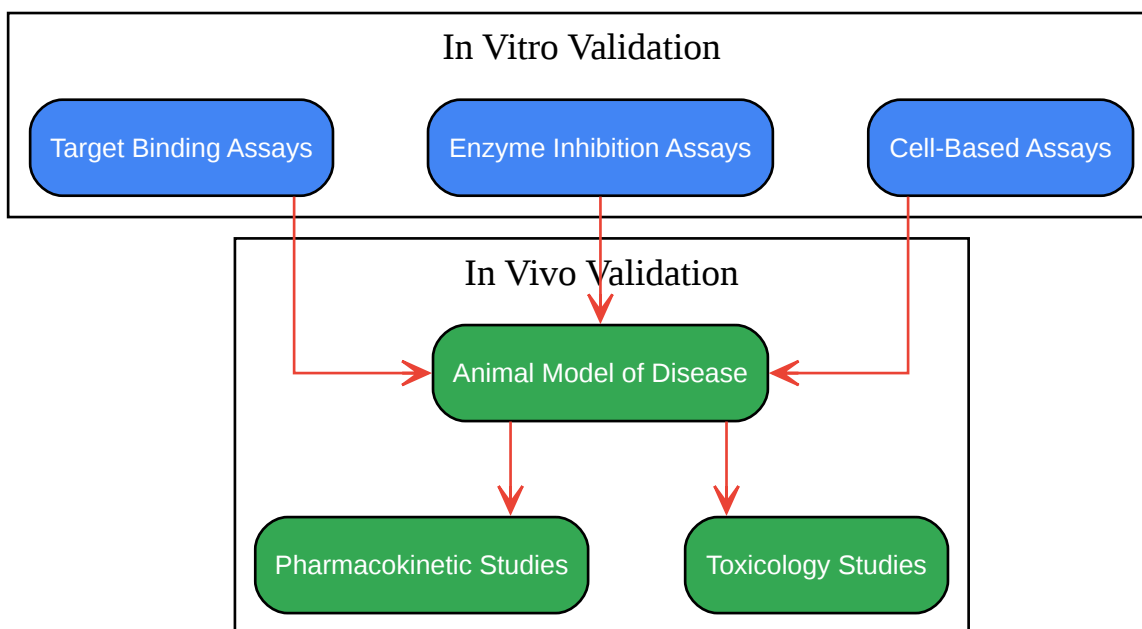 In Vitro Validation
Target Binding Assays
Enzyme Inhibition Assays
Cell-Based Assays
In Vivo Validation
Animal Model of Disease
Pharmacokinetic Studies
Toxicology Studies